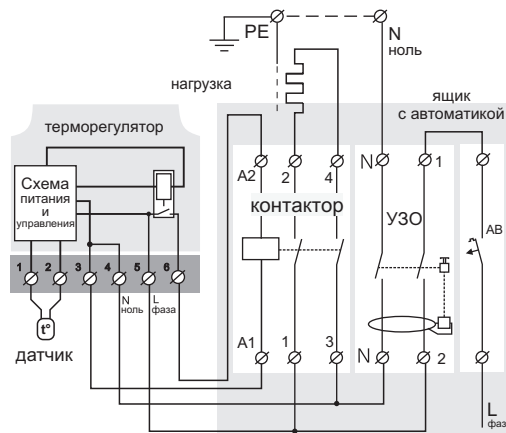 PE
N
ноль
нагрузка
ящик
с автоматикой
терморегулятор
A2
2
4
N
1
Схема
питания
и
управления
контактор
УЗО
АВ
1
2
3
4
5
6
N
ноль
L
фаза
t°
датчик
A1
1
3
N
2
L
фаз